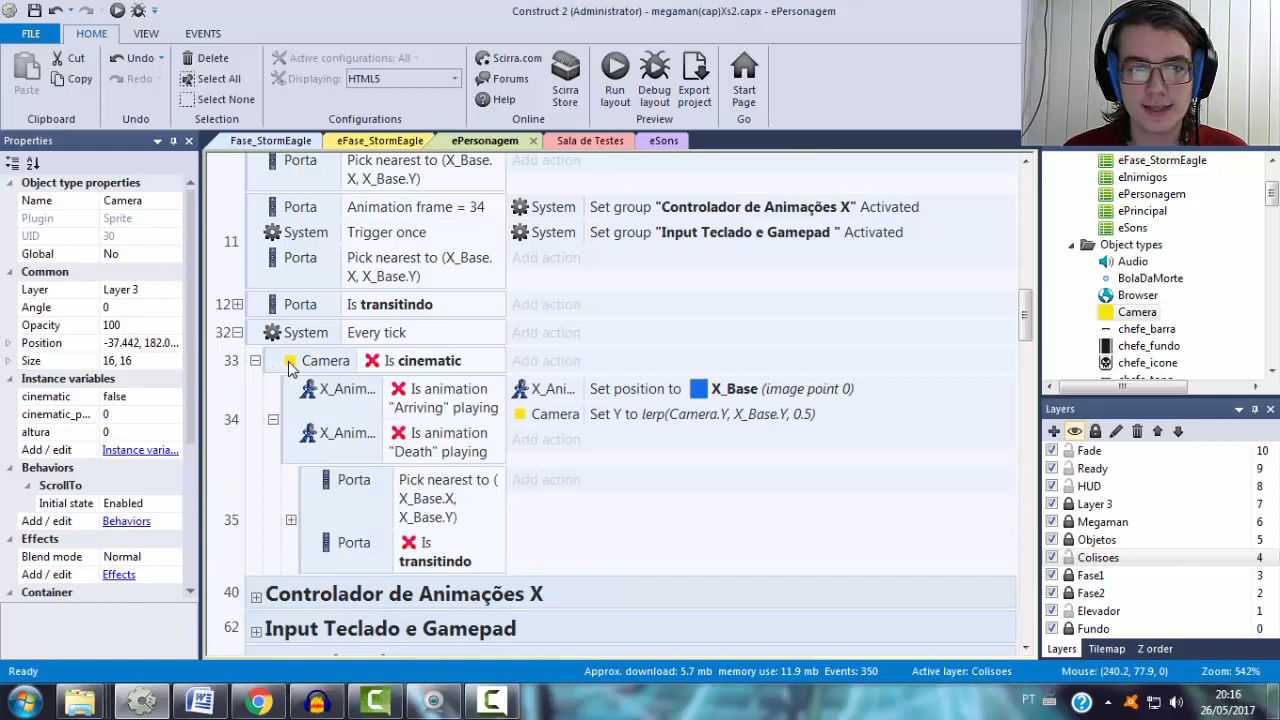 Construct 2 (Administrator) - megaman(cap)Xs2.capx - ePersonagem
FILE HOME VIEW EVENTS
Paste
Cut
Copy
Clipboard
Undo
Redo
Undo
Delete
Select All
Select None
Selection
Active configurations: All
Displaying: HTML5
Configurations
Scirra.com
Forums
Help
Scirra Store
Online
Run layout
Debug layout
Export project
Preview
Start Page
Go
Properties
Object type properties
Name Camera
Plugin Sprite
UID 30
Global No
Common
Layer Layer 3
Angle 0
Opacity 100
Position -37.442, 182.0...
Size 16, 16
Instance variables
cinematic false
cinematic_p... 0
altura 0
Add / edit Instance varia...
Behaviors
ScrollTo
Initial state Enabled
Add / edit Behaviors
Effects
Blend mode Normal
Add / edit Effects
Container
Fase_StormEagle eFase_StormEagle ePersonagem Sala de Testes eSons
Porta Pick nearest to (X_Base.X, X_Base.Y) Add action
11 Porta Animation frame = 34 System Set group "Controlador de Animações X" Activated
System Trigger once System Set group "Input Teclado e Gamepad " Activated
Porta Pick nearest to (X_Base.X, X_Base.Y) Add action
12 Porta Is transitindo Add action
32 System Every tick Add action
33 Camera Is cinematic Add action
34 X_Anim... Is animation "Arriving" playing X_Ani... Set position to X_Base (image point 0)
Camera Set Y to lerp(Camera.Y, X_Base.Y, 0.5)
X_Anim... Is animation "Death" playing Add action
35 Porta Pick nearest to (X_Base.X, X_Base.Y) Add action
Porta Is transitindo
40 Controlador de Animações X
62 Input Teclado e Gamepad
eFase_StormEagle
eInimigos
ePersonagem
ePrincipal
eSons
Object types
Audio
BolaDaMorte
Browser
Camera
chefe_barra
chefe_fundo
chefe_icone
Layers
Fade 10
Ready 9
HUD 8
Layer 3 7
Megaman 6
Objetos 5
Colisoes 4
Fase1 3
Fase2 2
Elevador 1
Fundo 0
Layers Tilemap Z order
Ready Approx. download: 5.7 mb memory use: 11.9 mb Events: 350 Active layer: Colisoes Mouse: (240.2, 77.9, 0) Zoom: 542%
PT
20:16
26/05/2017